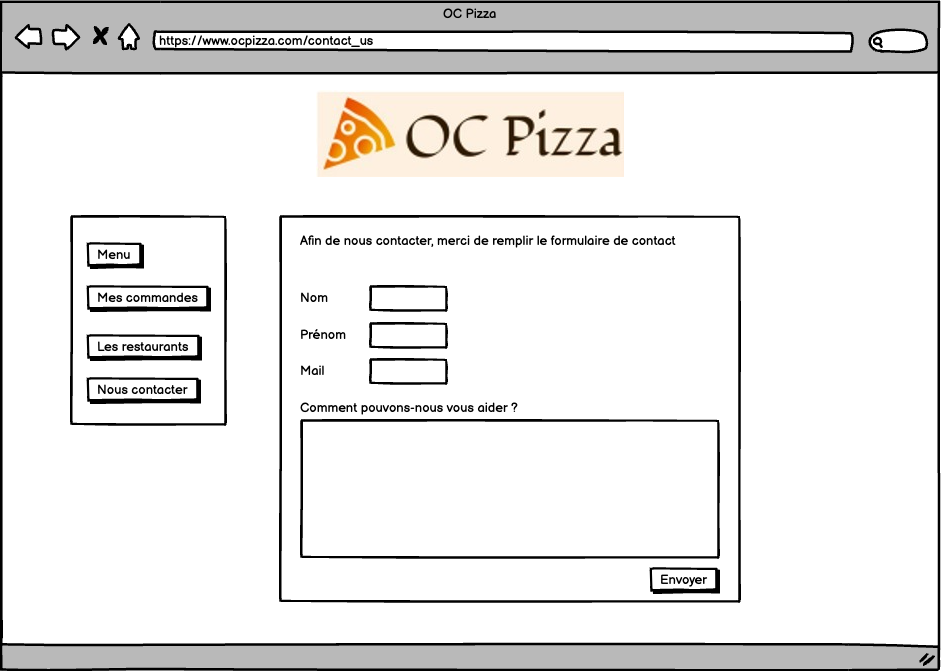 OC Pizza
https://www.ocpizza.com/contact_us
OC Pizza
Menu
Mes commandes
Les restaurants
Nous contacter
Afin de nous contacter, merci de remplir le formulaire de contact
Nom
Prénom
Mail
Comment pouvons-nous vous aider ?
Envoyer